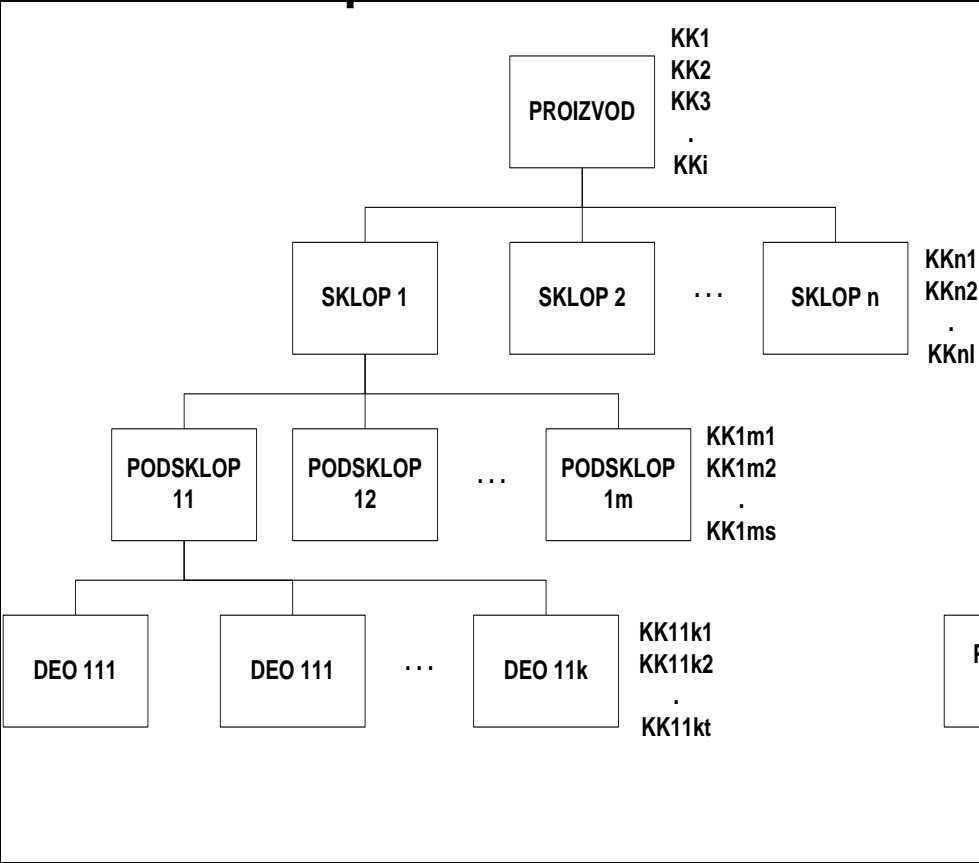 KK1
KK2
KK3
.
KKi
PROIZVOD
SKLOP 1
SKLOP 2
...
SKLOP n
KKn1
KKn2
.
KKnl
PODSKLOP
11
PODSKLOP
12
...
PODSKLOP
1m
KK1m1
KK1m2
.
KK1ms
DEO 111
DEO 111
...
DEO 11k
KK11k1
KK11k2
.
KK11kt